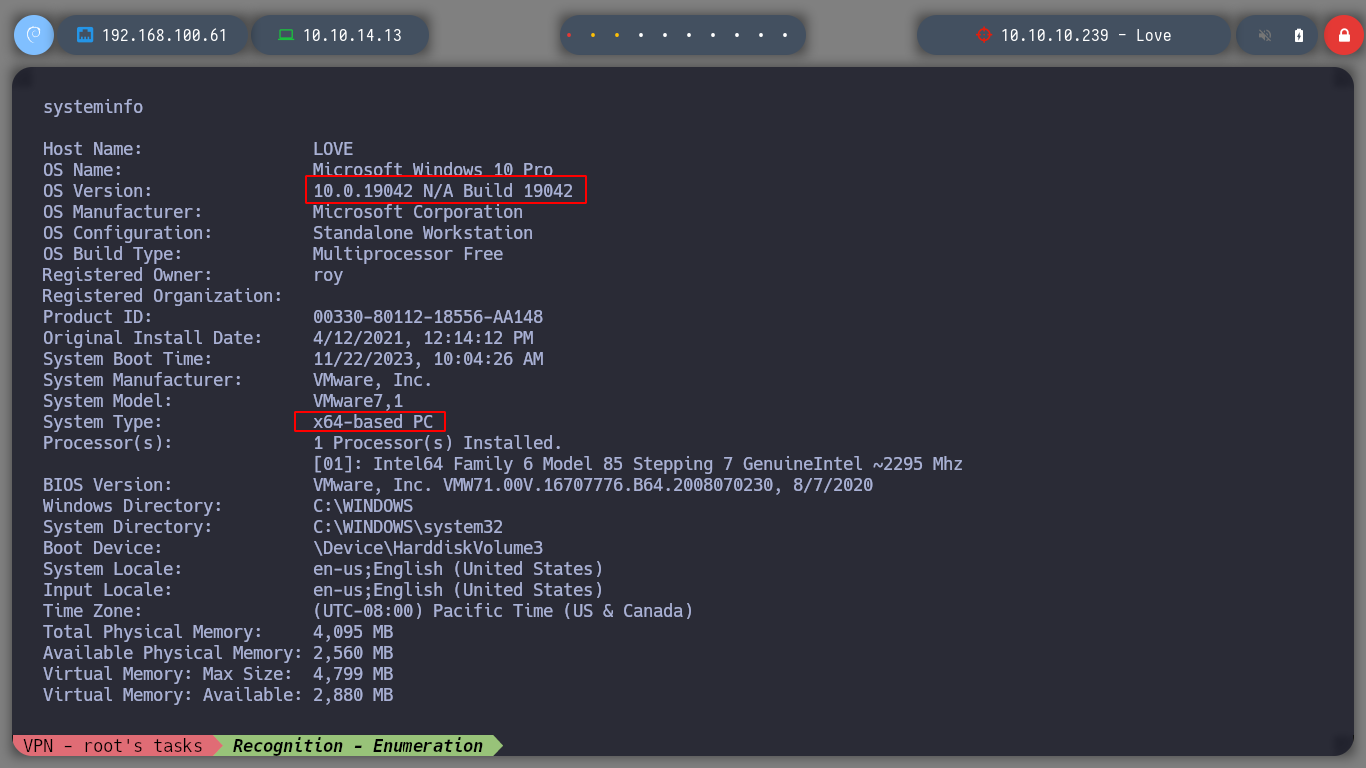 192.168.100.61 10.10.14.13 10.10.10.239 - Love
systeminfo
Host Name: LOVE
OS Name: Microsoft Windows 10 Pro
OS Version: 10.0.19042 N/A Build 19042
OS Manufacturer: Microsoft Corporation
OS Configuration: Standalone Workstation
OS Build Type: Multiprocessor Free
Registered Owner: roy
Registered Organization:
Product ID: 00330-80112-18556-AA148
Original Install Date: 4/12/2021, 12:14:12 PM
System Boot Time: 11/22/2023, 10:04:26 AM
System Manufacturer: VMware, Inc.
System Model: VMware7,1
System Type: x64-based PC
Processor(s): 1 Processor(s) Installed.
[01]: Intel64 Family 6 Model 85 Stepping 7 GenuineIntel ~2295 Mhz
BIOS Version: VMware, Inc. VMW71.00V.16707776.B64.2008070230, 8/7/2020
Windows Directory: C:\WINDOWS
System Directory: C:\WINDOWS\system32
Boot Device: \Device\HarddiskVolume3
System Locale: en-us;English (United States)
Input Locale: en-us;English (United States)
Time Zone: (UTC-08:00) Pacific Time (US & Canada)
Total Physical Memory: 4,095 MB
Available Physical Memory: 2,560 MB
Virtual Memory: Max Size: 4,799 MB
Virtual Memory: Available: 2,880 MB
VPN - root's tasks Recognition - Enumeration